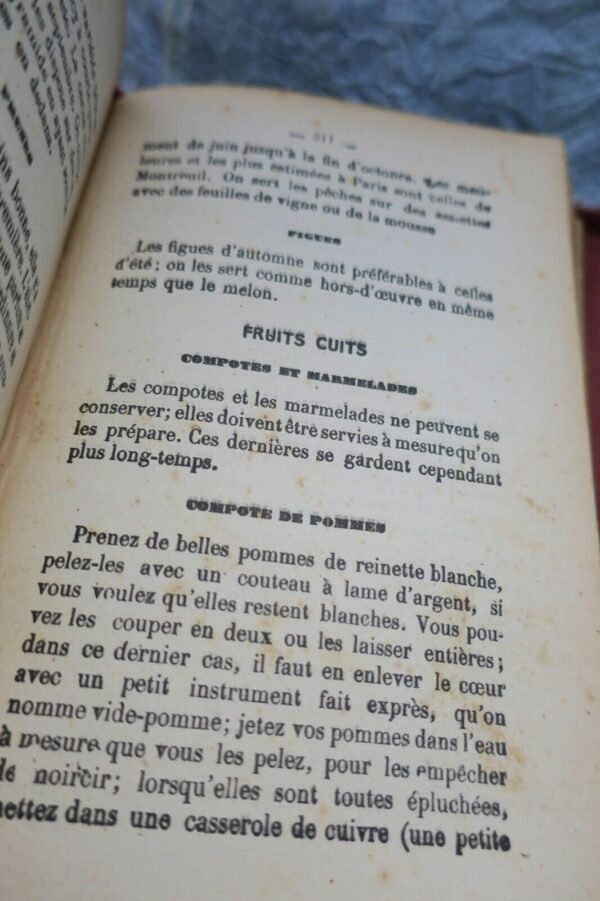 — 311 —
ment de juin jusqu'à la fin d'octobre. Les meil-
leures et les plus estimées à Paris sont celles de
Montreuil. On sert les pêches sur des assiettes
avec des feuilles de vigne ou de la mousse
FIGUES
Les figues d'automne sont préférables à celles
d'été; on les sert comme hors-d'œuvre en même
temps que le melon.
FRUITS CUITS
COMPOTES ET MARMELADES
Les compotes et les marmelades ne peuvent se
conserver; elles doivent être servies à mesure qu'on
les prépare. Ces dernières se gardent cependant
plus long-temps.
COMPOTE DE POMMES
Prenez de belles pommes de reinette blanche,
pelez-les avec un couteau à lame d'argent, si
vous voulez qu'elles restent blanches. Vous pou-
vez les couper en deux ou les laisser entières;
dans ce dernier cas, il faut en enlever le cœur
avec un petit instrument fait exprès, qu'on
nomme vide-pomme; jetez vos pommes dans l'eau
à mesure que vous les pelez, pour les empêcher
de noircir; lorsqu'elles sont toutes épluchées,
mettez dans une casserole de cuivre (une petite